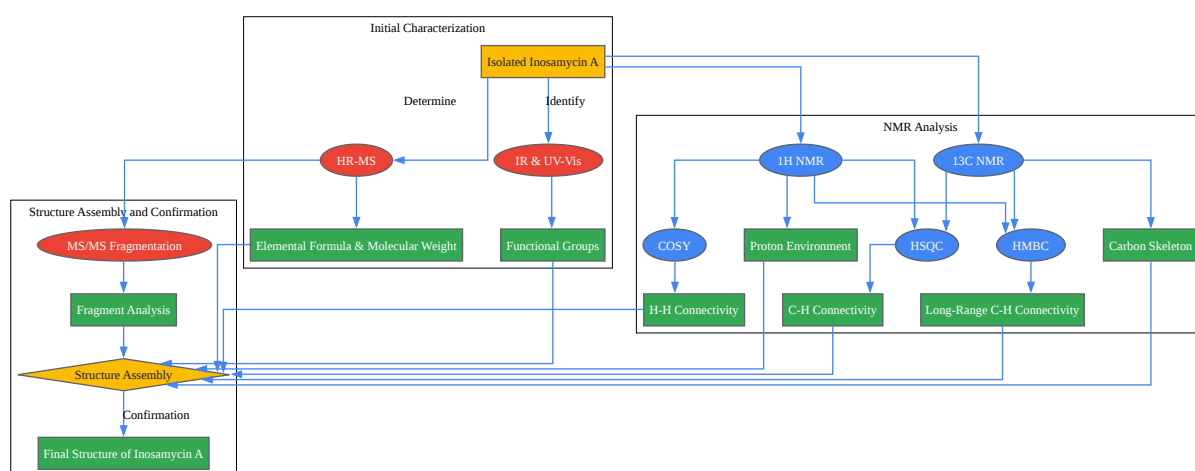 Initial Characterization
Isolated Inosamycin A
Determine
Identify
NMR Analysis
HR-MS
IR & UV-Vis
1H NMR
13C NMR
Structure Assembly and Confirmation
MS/MS Fragmentation
Elemental Formula & Molecular Weight
Functional Groups
COSY
Proton Environment
HSQC
HMBC
Carbon Skeleton
Fragment Analysis
H-H Connectivity
C-H Connectivity
Long-Range C-H Connectivity
Structure Assembly
Confirmation
Final Structure of Inosamycin A